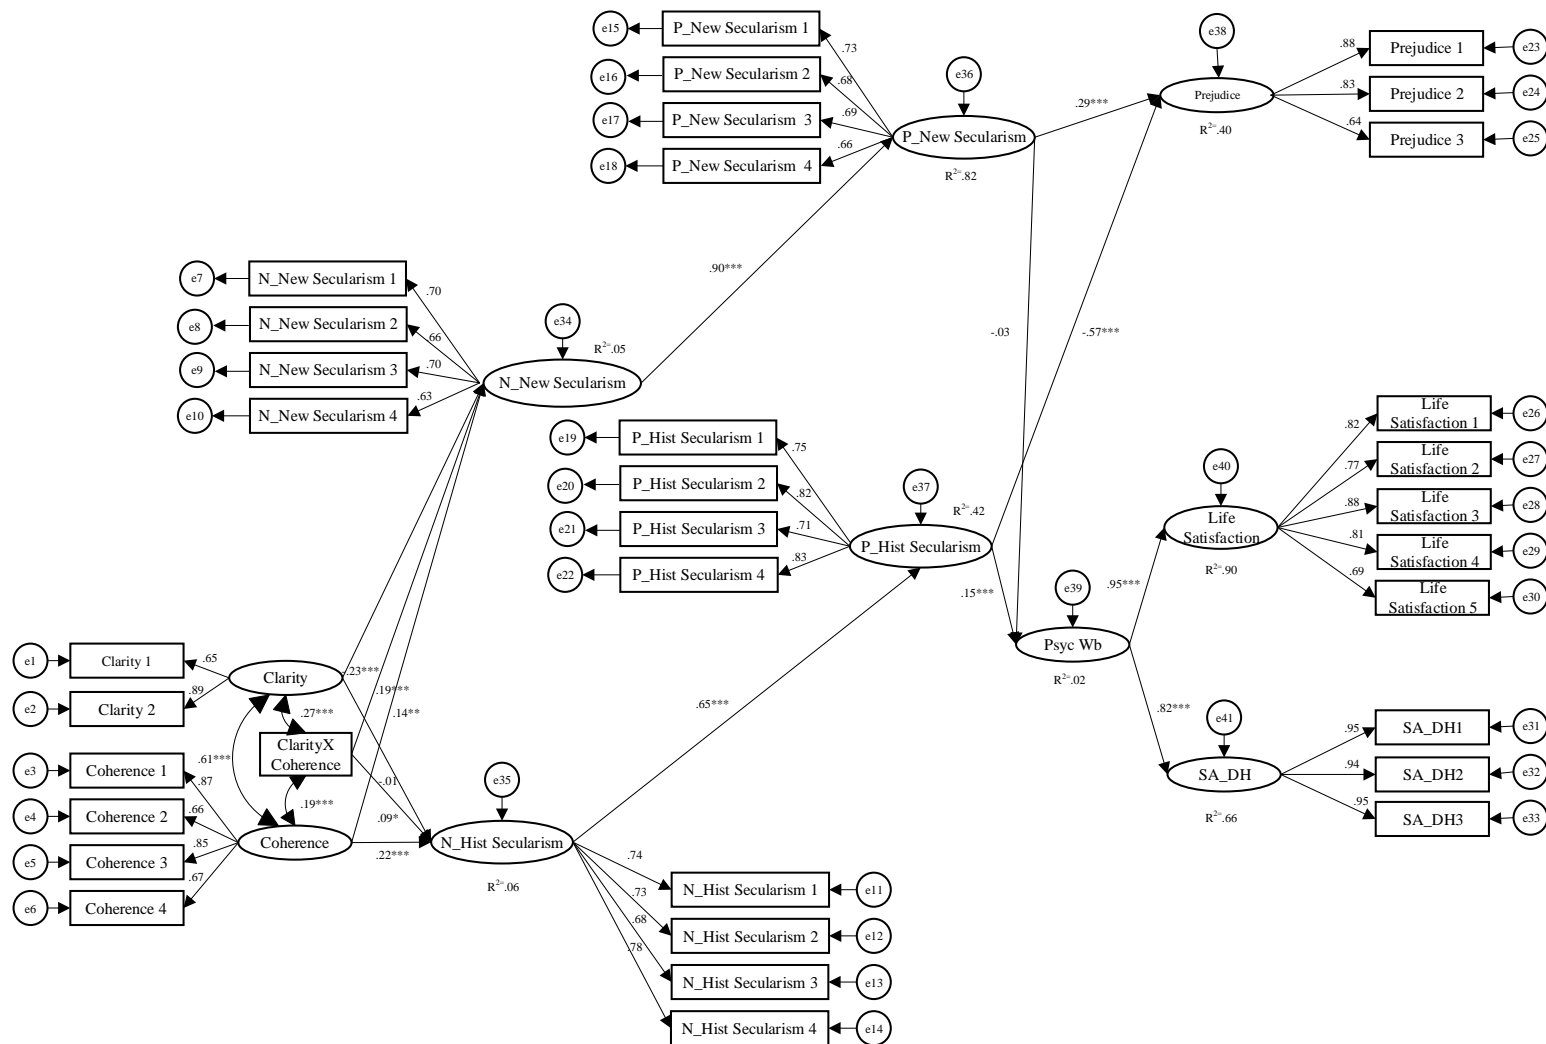 e15
P_New Secularism 1
.73
e16
P_New Secularism 2
.68
e17
P_New Secularism 3
.69
e18
P_New Secularism 4
.66
e36
P_New Secularism
R²⁼.82
.29***
e38
Prejudice
R²⁼.40
.88
Prejudice 1
e23
.83
Prejudice 2
e24
.64
Prejudice 3
e25
e7
N_New Secularism 1
.70
e8
N_New Secularism 2
.66
e9
N_New Secularism 3
.70
e10
N_New Secularism 4
.63
e34
R²⁼.05
N_New Secularism
.90***
-.03
-.57***
e19
P_Hist Secularism 1
.75
e20
P_Hist Secularism 2
.82
e21
P_Hist Secularism 3
.71
e22
P_Hist Secularism 4
.83
e37
R²⁼.42
P_Hist Secularism
.15***
e39
Psyc Wb
R²⁼.02
.95***
e40
Life
Satisfaction
R²⁼.90
.82
Life
Satisfaction 1
e26
.77
Life
Satisfaction 2
e27
.88
Life
Satisfaction 3
e28
.81
Life
Satisfaction 4
e29
.69
Life
Satisfaction 5
e30
.82***
e41
SA_DH
R²⁼.66
.95
SA_DH1
e31
.94
SA_DH2
e32
.95
SA_DH3
e33
e1
Clarity 1
.65
e2
Clarity 2
.89
Clarity
-.23***
.19***
.14**
.27***
.61***
ClarityX
Coherence
-.01
.19***
.09*
e3
Coherence 1
.87
e4
Coherence 2
.66
e5
Coherence 3
.85
e6
Coherence 4
.67
Coherence
.22***
e35
N_Hist Secularism
R²⁼.06
.65***
.74
N_Hist Secularism 1
e11
.73
N_Hist Secularism 2
e12
.68
N_Hist Secularism 3
e13
.78
N_Hist Secularism 4
e14